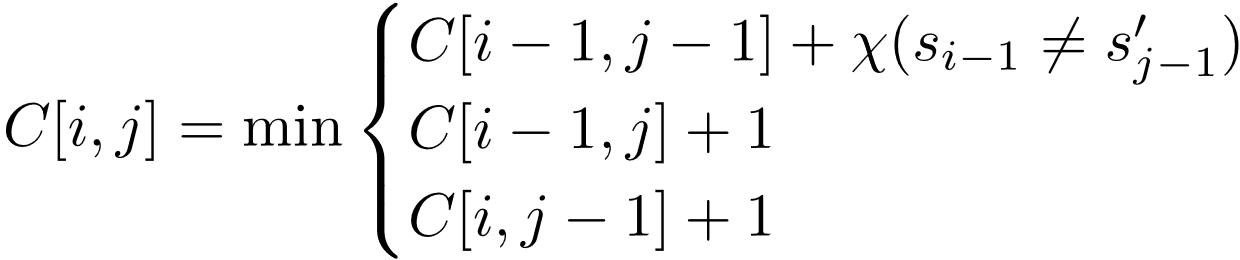 C[i, j] = min { C[i − 1, j − 1] + χ(s_{i−1} ≠ s′_{j−1})
C[i − 1, j] + 1
C[i, j − 1] + 1